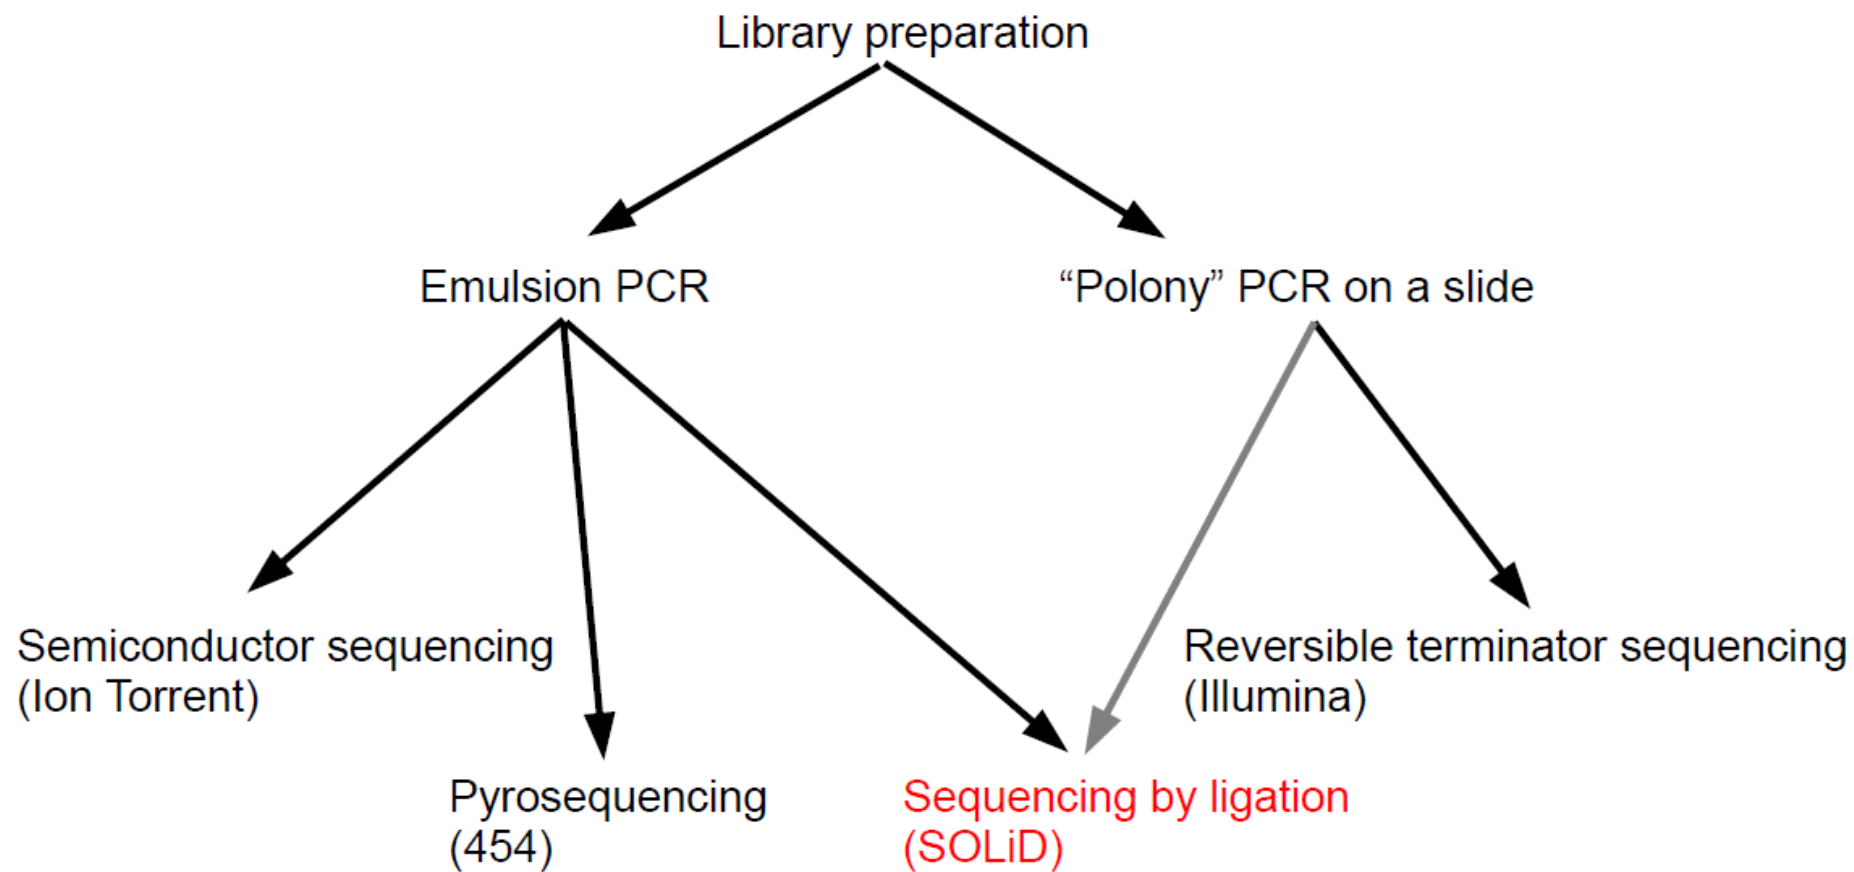 Library preparation
Emulsion PCR
“Polony” PCR on a slide
Semiconductor sequencing
(Ion Torrent)
Reversible terminator sequencing
(Illumina)
Pyrosequencing
(454)
Sequencing by ligation
(SOLiD)